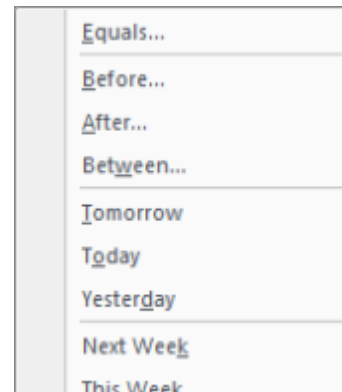 Equals...
Before...
After...
Between...
Tomorrow
Today
Yesterday
Next Week
This Week